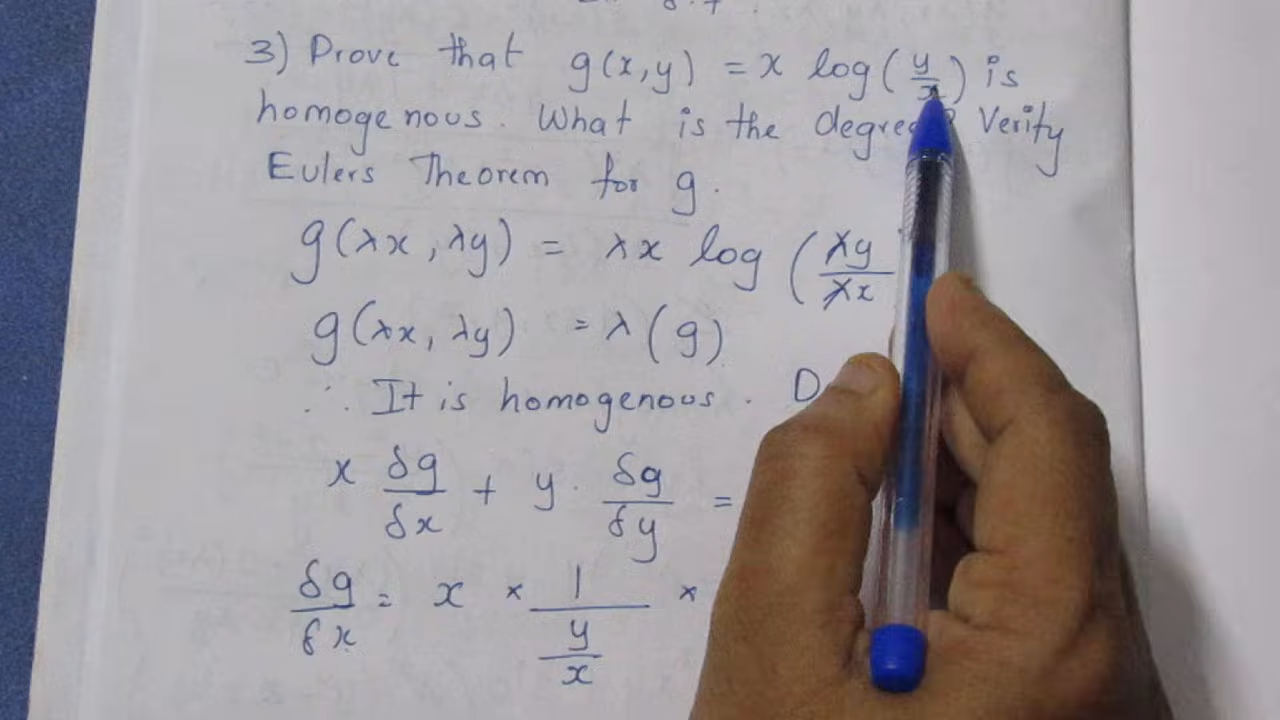 3) Prove that g(x,y) = x log(y/x) is
homogenous. What is the Verify
Eulers Theorem for g.
g(λx, λy) = λx log (λy/λx
g(λx, λy) = λ(g)
∴ It is homogenous.
x δg/δx + y. δg/δy =
δg/δx = x × 1/(y/x) ×